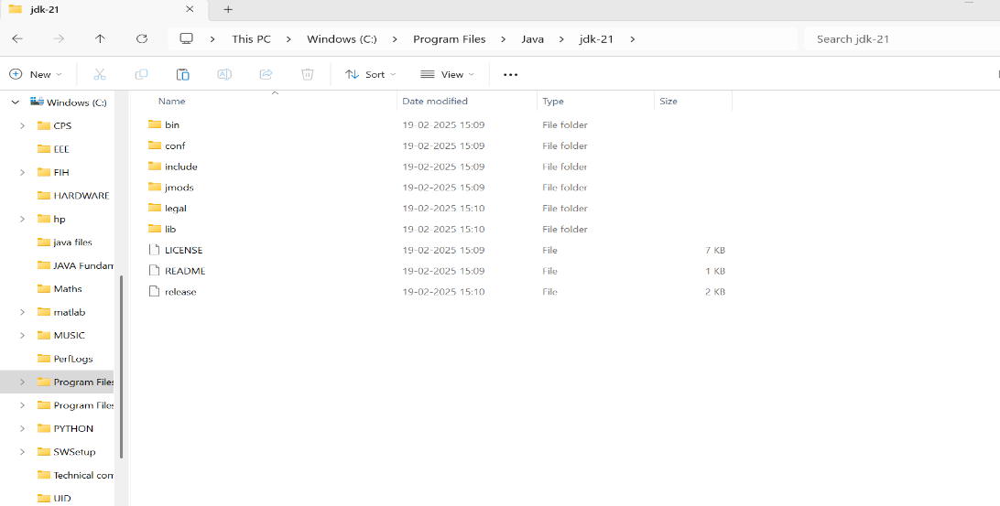 jdk-21
This PC > Windows (C:) > Program Files > Java > jdk-21 >
Search jdk-21
New
Sort
View
Windows (C:)
CPS
EEE
FIH
HARDWARE
hp
java files
JAVA Fundam
Maths
matlab
MUSIC
PerfLogs
Program Files
Program Files
PYTHON
SWSetup
Technical com
UID
Name Date modified Type Size
bin 19-02-2025 15:09 File folder
conf 19-02-2025 15:09 File folder
include 19-02-2025 15:09 File folder
jmods 19-02-2025 15:09 File folder
legal 19-02-2025 15:10 File folder
lib 19-02-2025 15:10 File folder
LICENSE 19-02-2025 15:09 File 7 KB
README 19-02-2025 15:09 File 1 KB
release 19-02-2025 15:10 File 2 KB